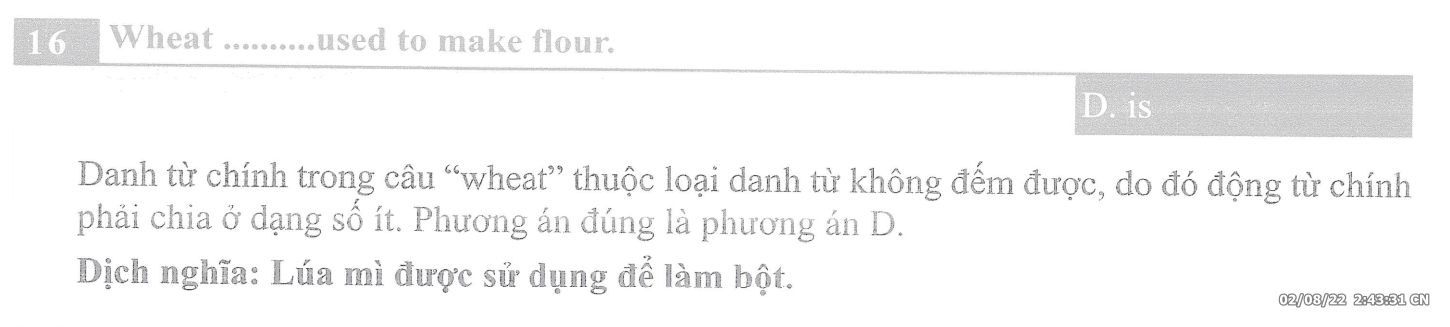 16 Wheat ..........used to make flour.
D. is
Danh từ chính trong câu “wheat” thuộc loại danh từ không đếm được, do đó động từ chính
phải chia ở dạng số ít. Phương án đúng là phương án D.
Dịch nghĩa: Lúa mì được sử dụng để làm bột.
02/08/22 2:43:31 CN